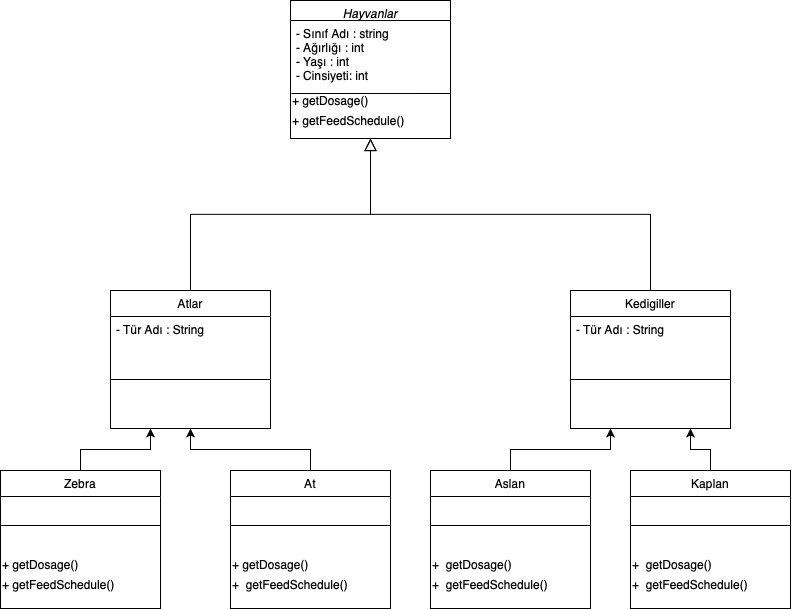 Hayvanlar
- Sınıf Adı : string
- Ağırlığı : int
- Yaşı : int
- Cinsiyeti: int
+ getDosage()
+ getFeedSchedule()
Atlar
- Tür Adı : String
Kedigiller
- Tür Adı : String
Zebra
+ getDosage()
+ getFeedSchedule()
At
+ getDosage()
+ getFeedSchedule()
Aslan
+ getDosage()
+ getFeedSchedule()
Kaplan
+ getDosage()
+ getFeedSchedule()